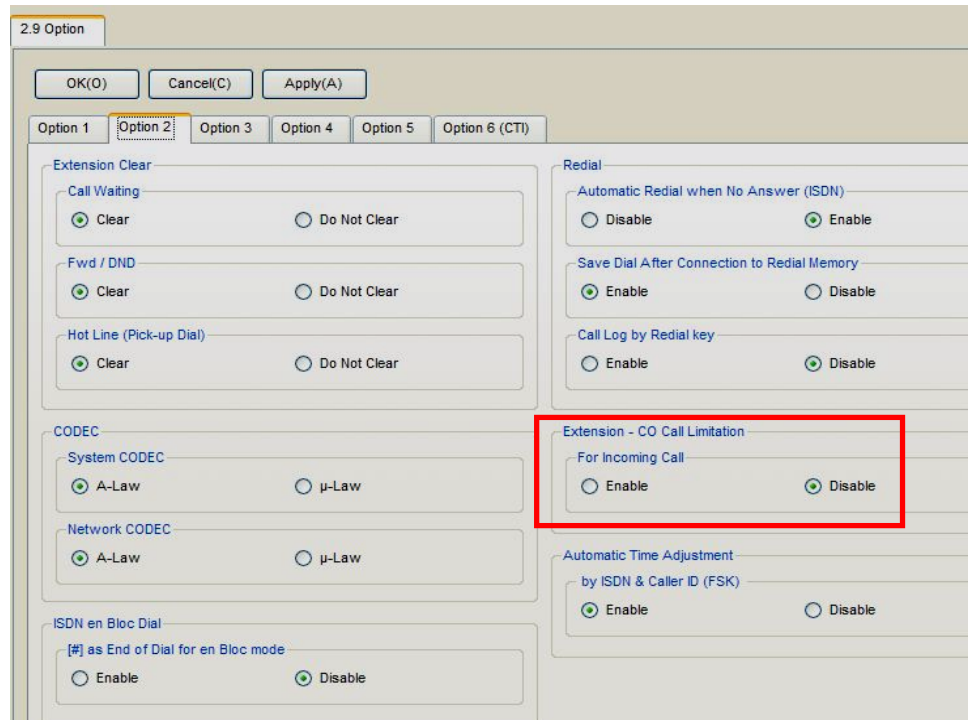 2.9 Option
OK(O) Cancel(C) Apply(A)
Option 1 Option 2 Option 3 Option 4 Option 5 Option 6 (CTI)
Extension Clear
Call Waiting
Clear Do Not Clear
Fwd / DND
Clear Do Not Clear
Hot Line (Pick-up Dial)
Clear Do Not Clear
CODEC
System CODEC
A-Law μ-Law
Network CODEC
A-Law μ-Law
ISDN en Bloc Dial
[#] as End of Dial for en Bloc mode
Enable Disable
Redial
Automatic Redial when No Answer (ISDN)
Disable Enable
Save Dial After Connection to Redial Memory
Enable Disable
Call Log by Redial key
Enable Disable
Extension - CO Call Limitation
For Incoming Call
Enable Disable
Automatic Time Adjustment
by ISDN & Caller ID (FSK)
Enable Disable